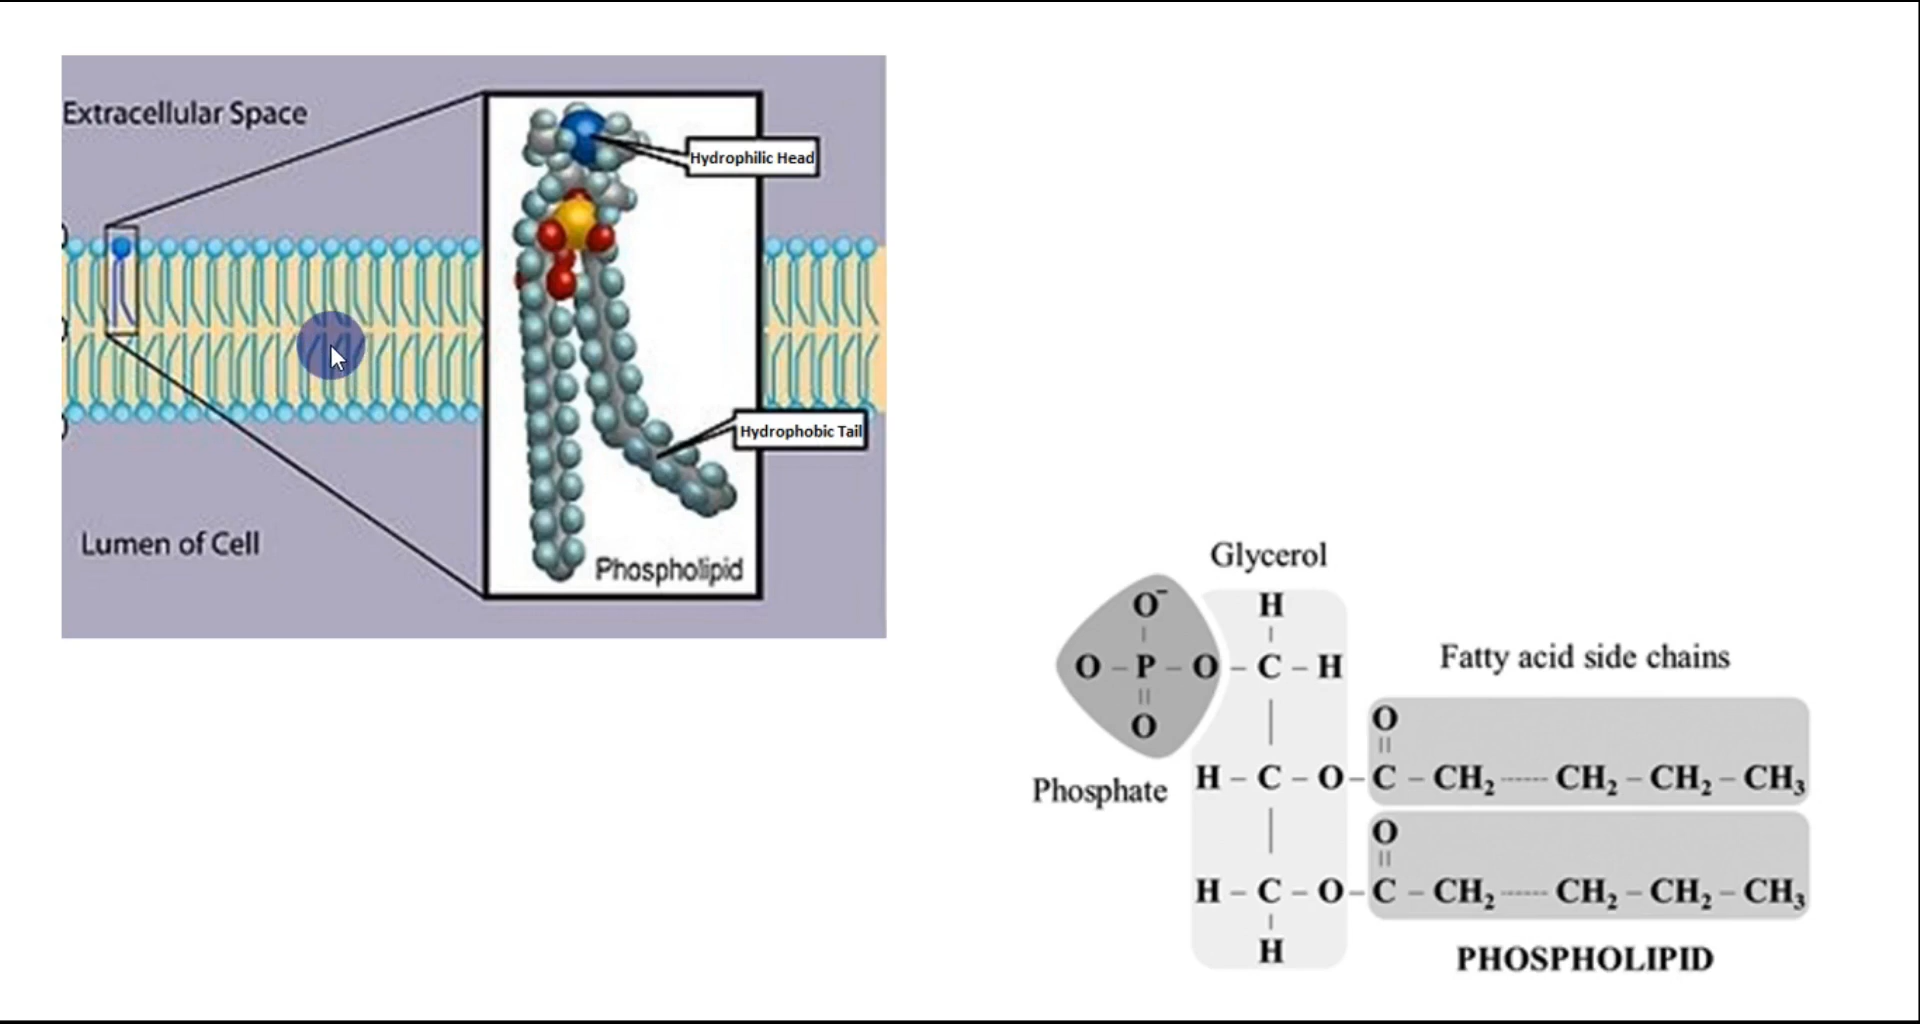 Extracellular Space
Hydrophilic Head
Hydrophobic Tail
Lumen of Cell
Phospholipid
Glycerol
O⁻ H
O – P – O – C – H
O
Phosphate
Fatty acid side chains
O
H – C – O – C – CH₂ ------ CH₂ – CH₂ – CH₃
O
H – C – O – C – CH₂ ------ CH₂ – CH₂ – CH₃
H
PHOSPHOLIPID